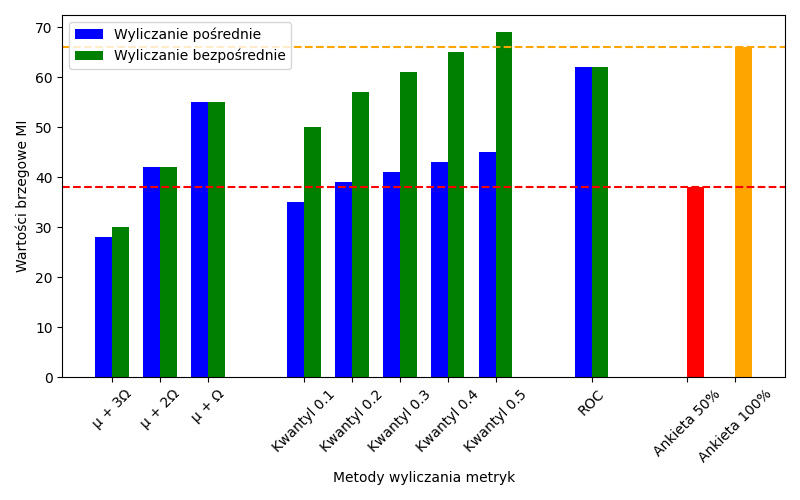 Wyliczanie pośrednie
Wyliczanie bezpośrednie
Wartości brzegowe MI
70
60
50
40
30
20
10
0
μ + 3Ω
μ + 2Ω
μ + Ω
Kwantyl 0.1
Kwantyl 0.2
Kwantyl 0.3
Kwantyl 0.4
Kwantyl 0.5
ROC
Ankieta 50%
Ankieta 100%
Metody wyliczania metryk